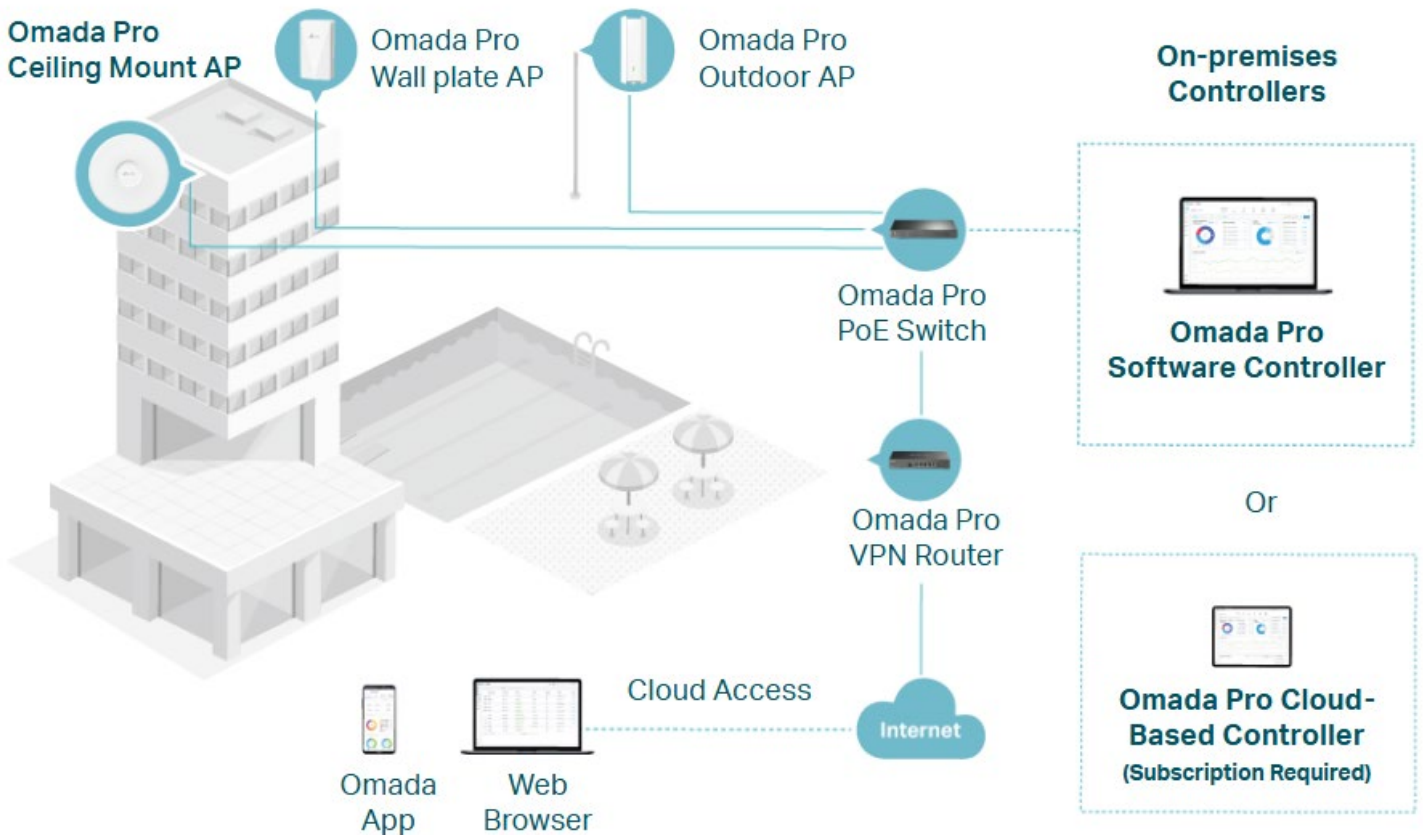 Omada Pro
Ceiling Mount AP
Omada Pro
Wall plate AP
Omada Pro
Outdoor AP
On-premises
Controllers
Omada Pro
PoE Switch
Omada Pro
Software Controller
Omada Pro
VPN Router
Or
Cloud Access
Internet
Omada Pro Cloud-
Based Controller
(Subscription Required)
Omada
App
Web
Browser